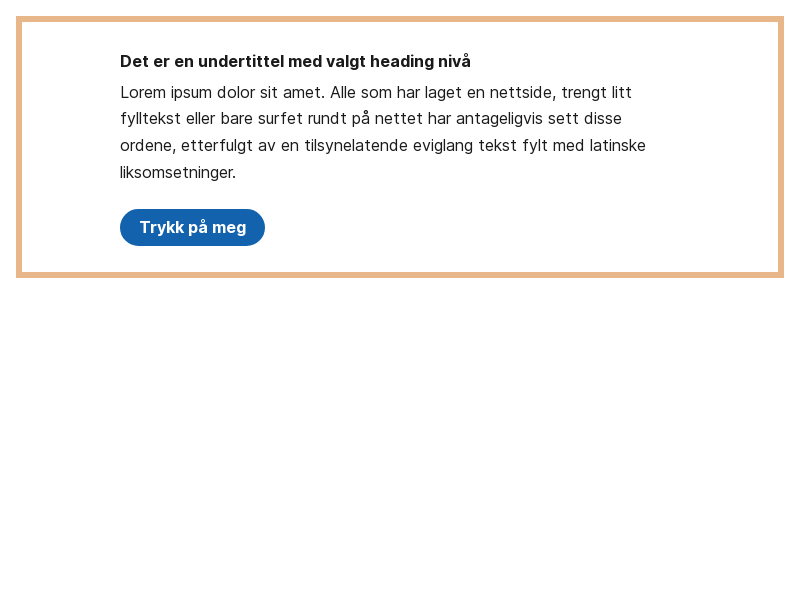 Det er en undertittel med valgt heading nivå
Lorem ipsum dolor sit amet. Alle som har laget en nettside, trengt litt
fylltekst eller bare surfet rundt på nettet har antageligvis sett disse
ordene, etterfulgt av en tilsynelatende eviglang tekst fylt med latinske
liksomsetninger.
Trykk på meg